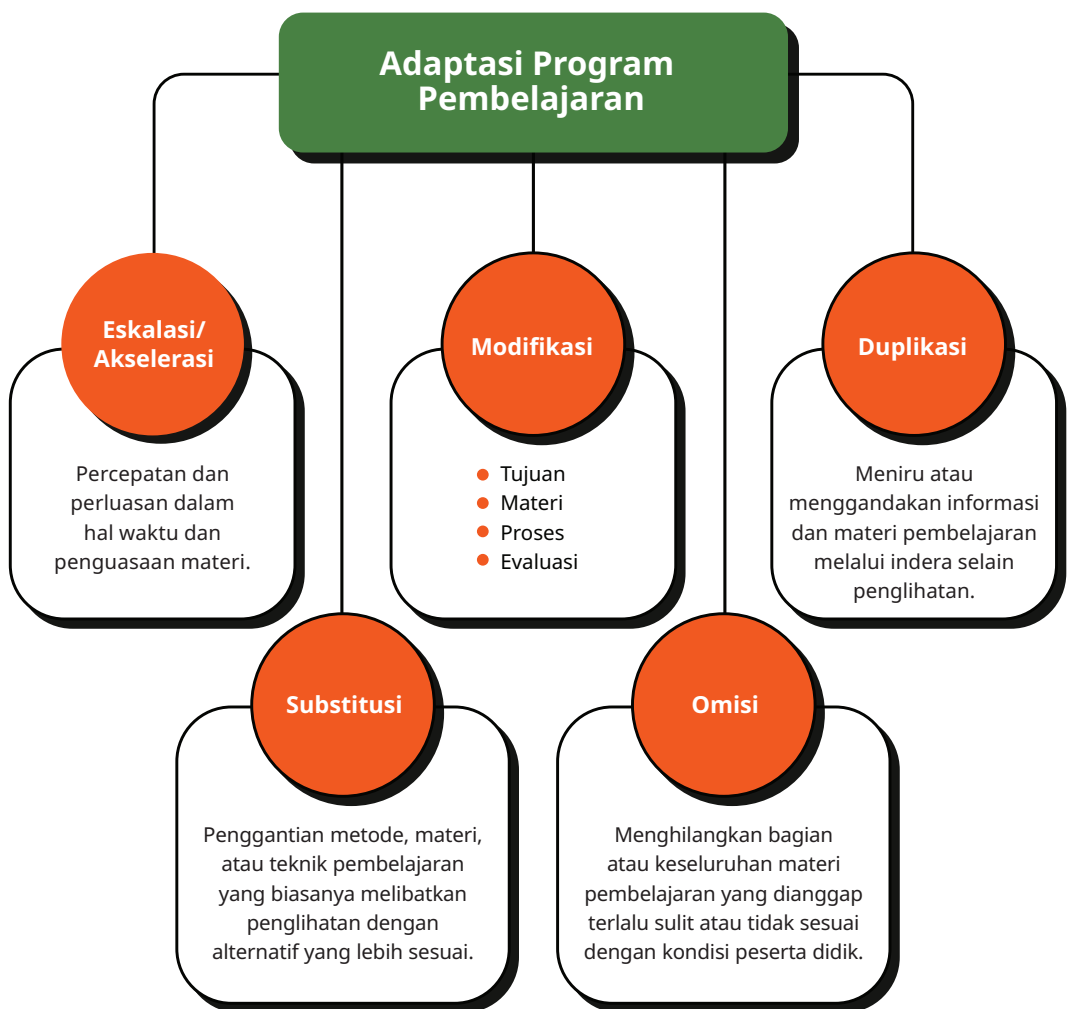 Adaptasi Program
Pembelajaran
Eskalasi/
Akselerasi
Percepatan dan
perluasan dalam
hal waktu dan
penguasaan materi.
Modifikasi
Tujuan
Materi
Proses
Evaluasi
Duplikasi
Meniru atau
menggandakan informasi
dan materi pembelajaran
melalui indera selain
penglihatan.
Substitusi
Penggantian metode, materi,
atau teknik pembelajaran
yang biasanya melibatkan
penglihatan dengan
alternatif yang lebih sesuai.
Omisi
Menghilangkan bagian
atau keseluruhan materi
pembelajaran yang dianggap
terlalu sulit atau tidak sesuai
dengan kondisi peserta didik.